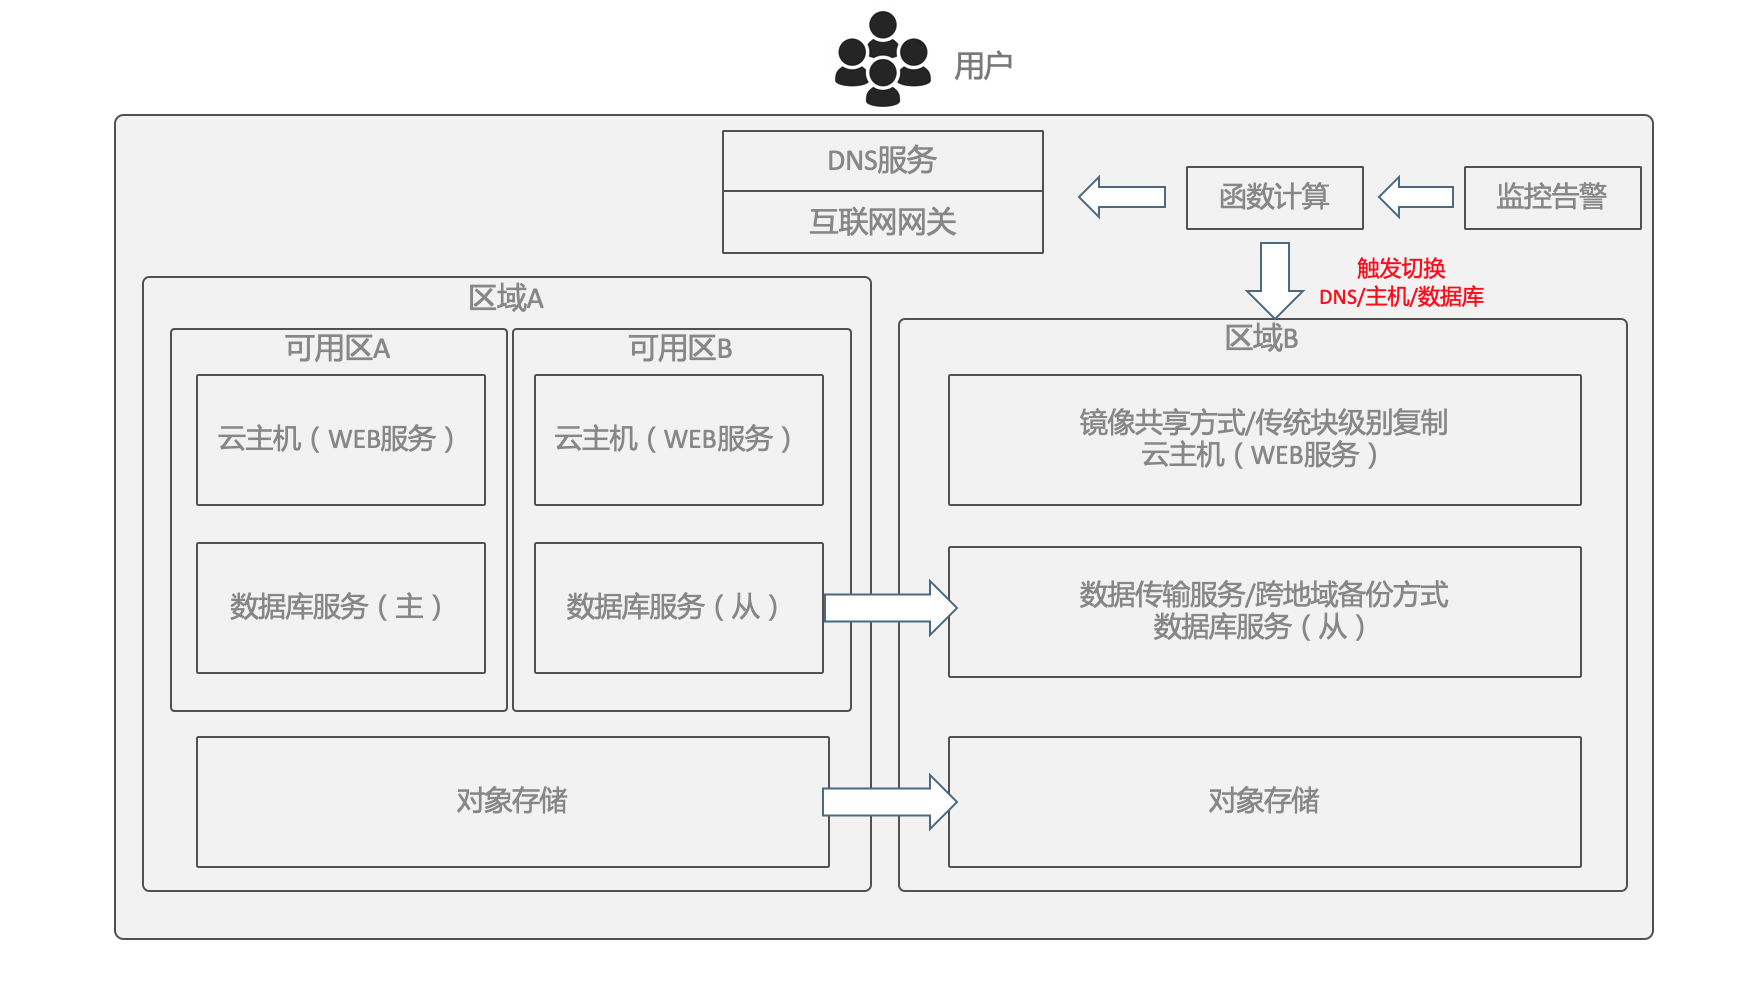 用户
DNS服务
互联网网关
函数计算
监控告警
触发切换
DNS/主机/数据库
区域A
可用区A
可用区B
云主机（WEB服务）
云主机（WEB服务）
数据库服务（主）
数据库服务（从）
对象存储
区域B
镜像共享方式/传统块级别复制
云主机（WEB服务）
数据传输服务/跨地域备份方式
数据库服务（从）
对象存储